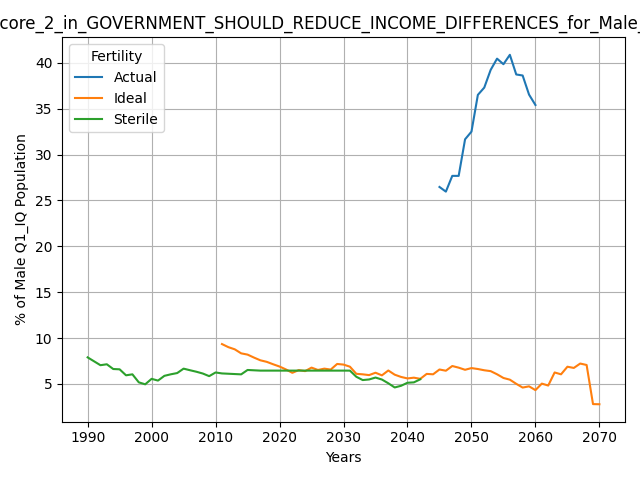 core_2_in_GOVERNMENT_SHOULD_REDUCE_INCOME_DIFFERENCES_for_Male_
Fertility
Actual
Ideal
Sterile
% of Male Q1_IQ Population
40
35
30
25
20
15
10
5
1990 2000 2010 2020 2030 2040 2050 2060 2070
Years